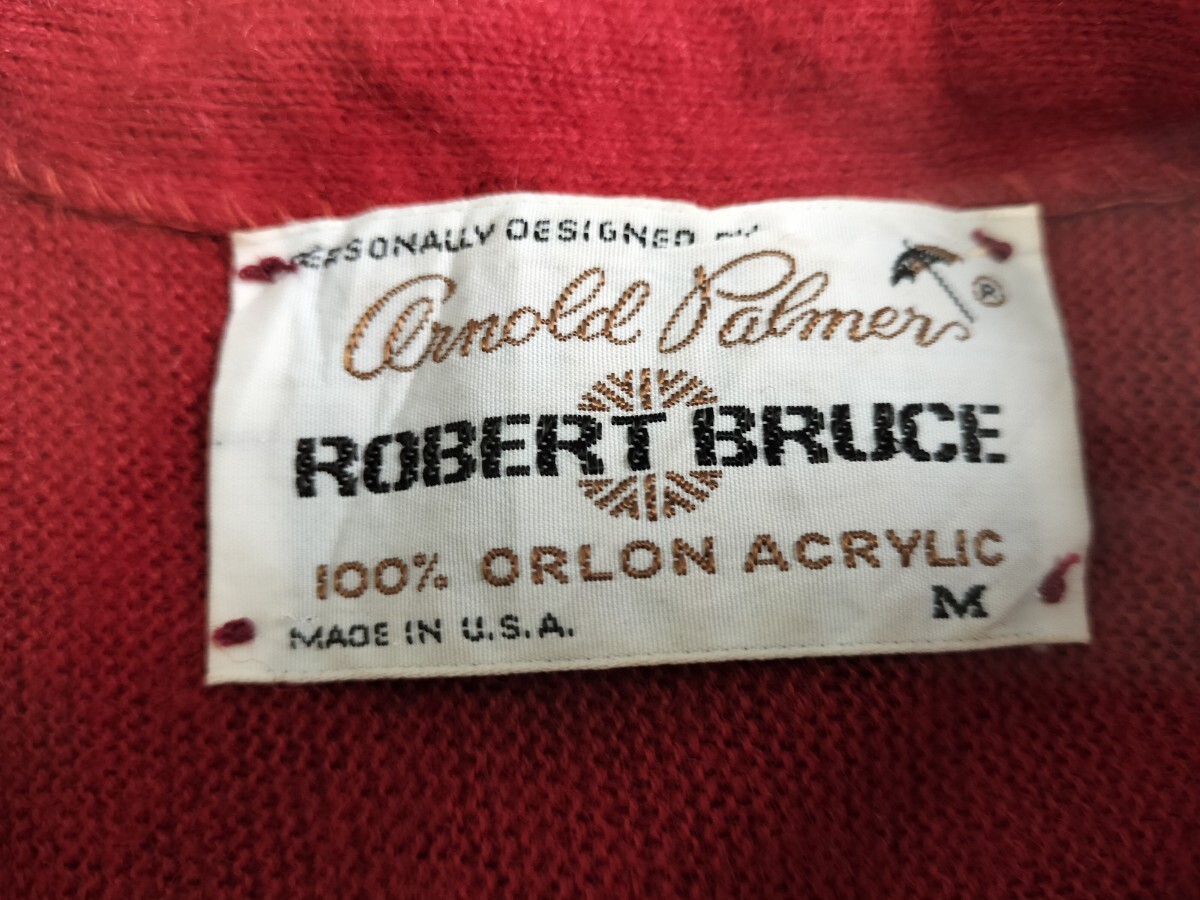 PERSONALLY DESIGNED BY
Arnold Palmer ®
ROBERT BRUCE
100% ORLON ACRYLIC
M
MADE IN U.S.A.